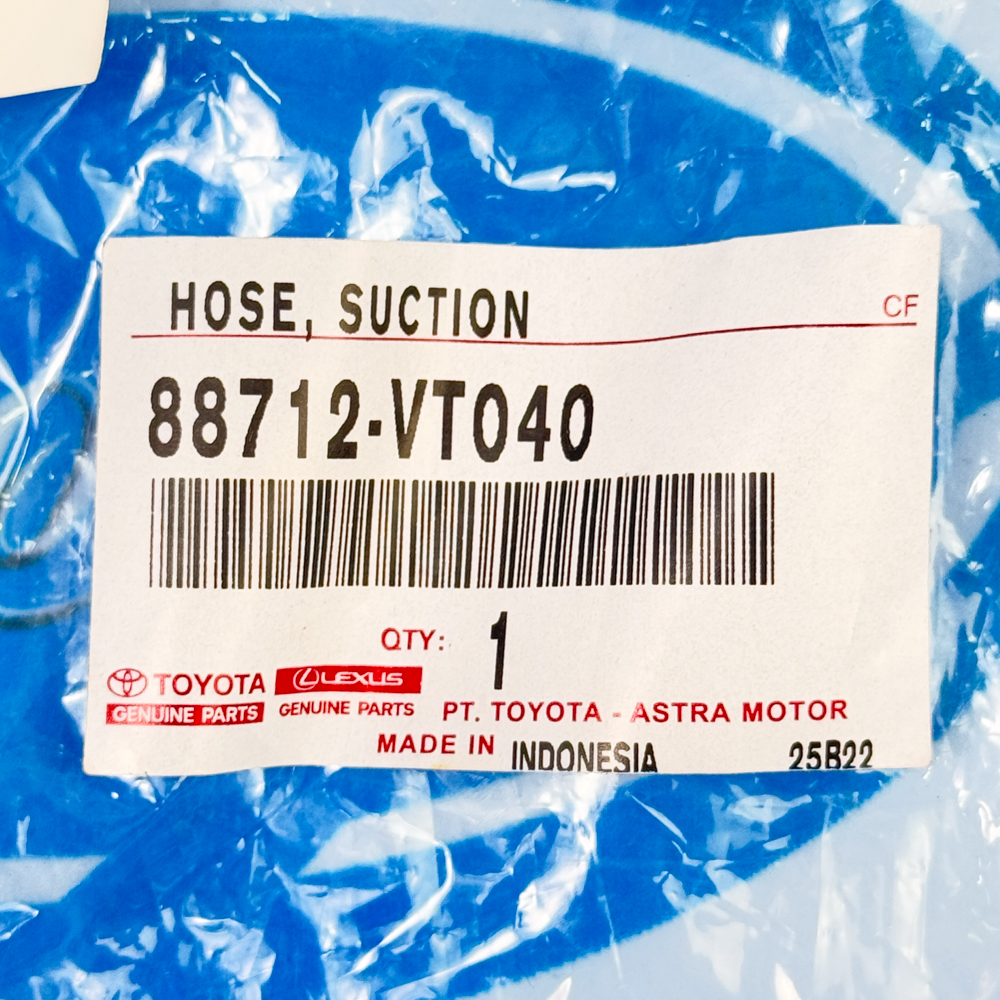 HOSE, SUCTION
CF
88712-VT040
QTY: 1
TOYOTA
GENUINE PARTS
LEXUS
GENUINE PARTS
PT. TOYOTA - ASTRA MOTOR
MADE IN INDONESIA
25B22